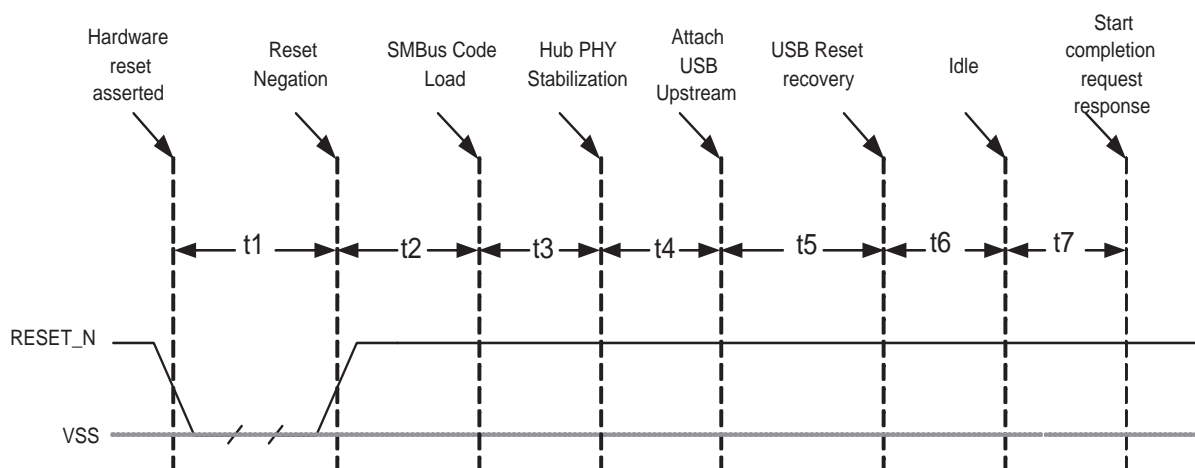 Hardware
reset
asserted
Reset
Negation
SMBus Code
Load
Hub PHY
Stabilization
Attach
USB
Upstream
USB Reset
recovery
Idle
Start
completion
request
response
t1
t2
t3
t4
t5
t6
t7
RESET_N
VSS